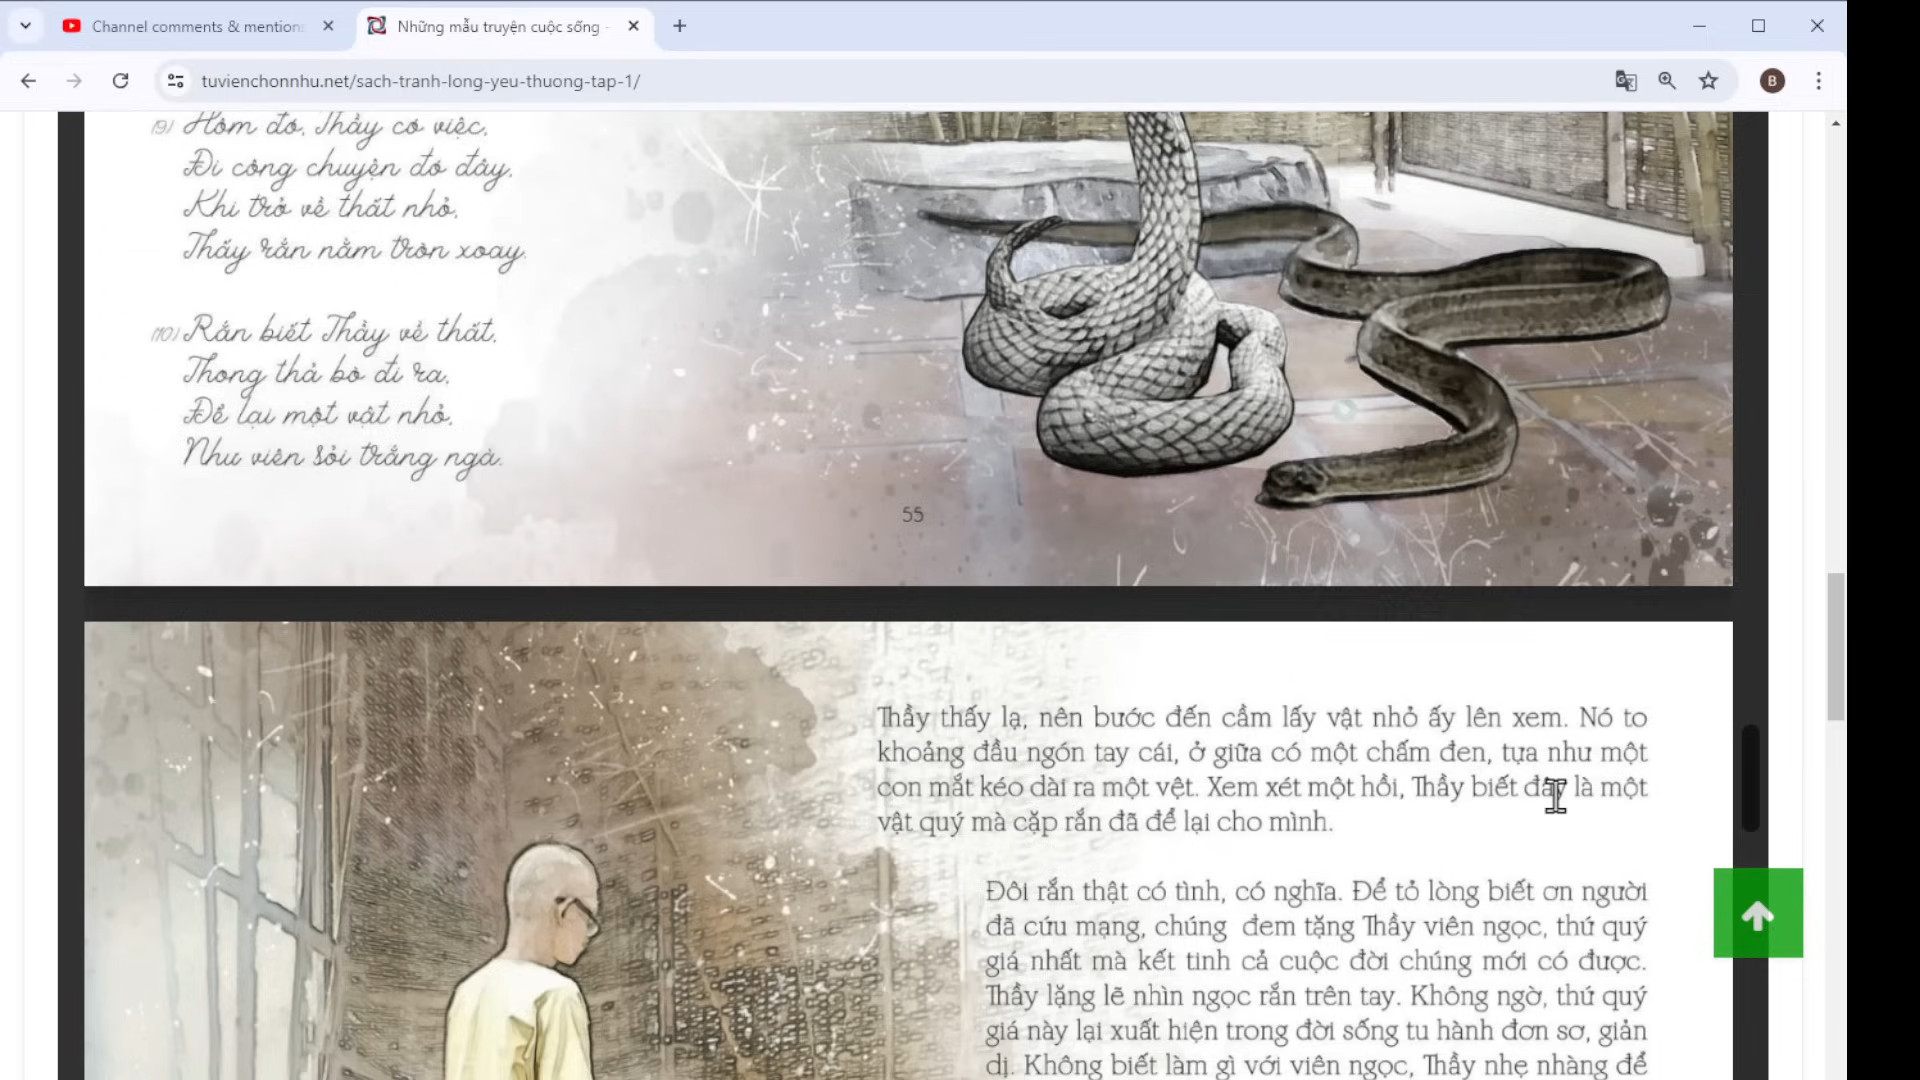 Channel comments & mentions
Những mẫu truyện cuộc sống -
tuvienchonnhu.net/sach-tranh-long-yeu-thuong-tap-1/
B
(9) Hôm đó, Thầy có việc,
Đi công chuyện đó đây,
Khi trở về thất nhỏ,
Thấy rắn nằm tròn xoay.
(10) Rắn biết Thầy về thất,
Thong thả bò đi ra,
Để lại một vật nhỏ,
Như viên sỏi trắng ngà.
55
Thầy thấy lạ, nên bước đến cầm lấy vật nhỏ ấy lên xem. Nó to
khoảng đầu ngón tay cái, ở giữa có một chấm đen, tựa như một
con mắt kéo dài ra một vệt. Xem xét một hồi, Thầy biết đây là một
vật quý mà cặp rắn đã để lại cho mình.
Đôi rắn thật có tình, có nghĩa. Để tỏ lòng biết ơn người
đã cứu mạng, chúng đem tặng Thầy viên ngọc, thứ quý
giá nhất mà kết tinh cả cuộc đời chúng mới có được.
Thầy lặng lẽ nhìn ngọc rắn trên tay. Không ngờ, thứ quý
giá này lại xuất hiện trong đời sống tu hành đơn sơ, giản
dị. Không biết làm gì với viên ngọc, Thầy nhẹ nhàng để